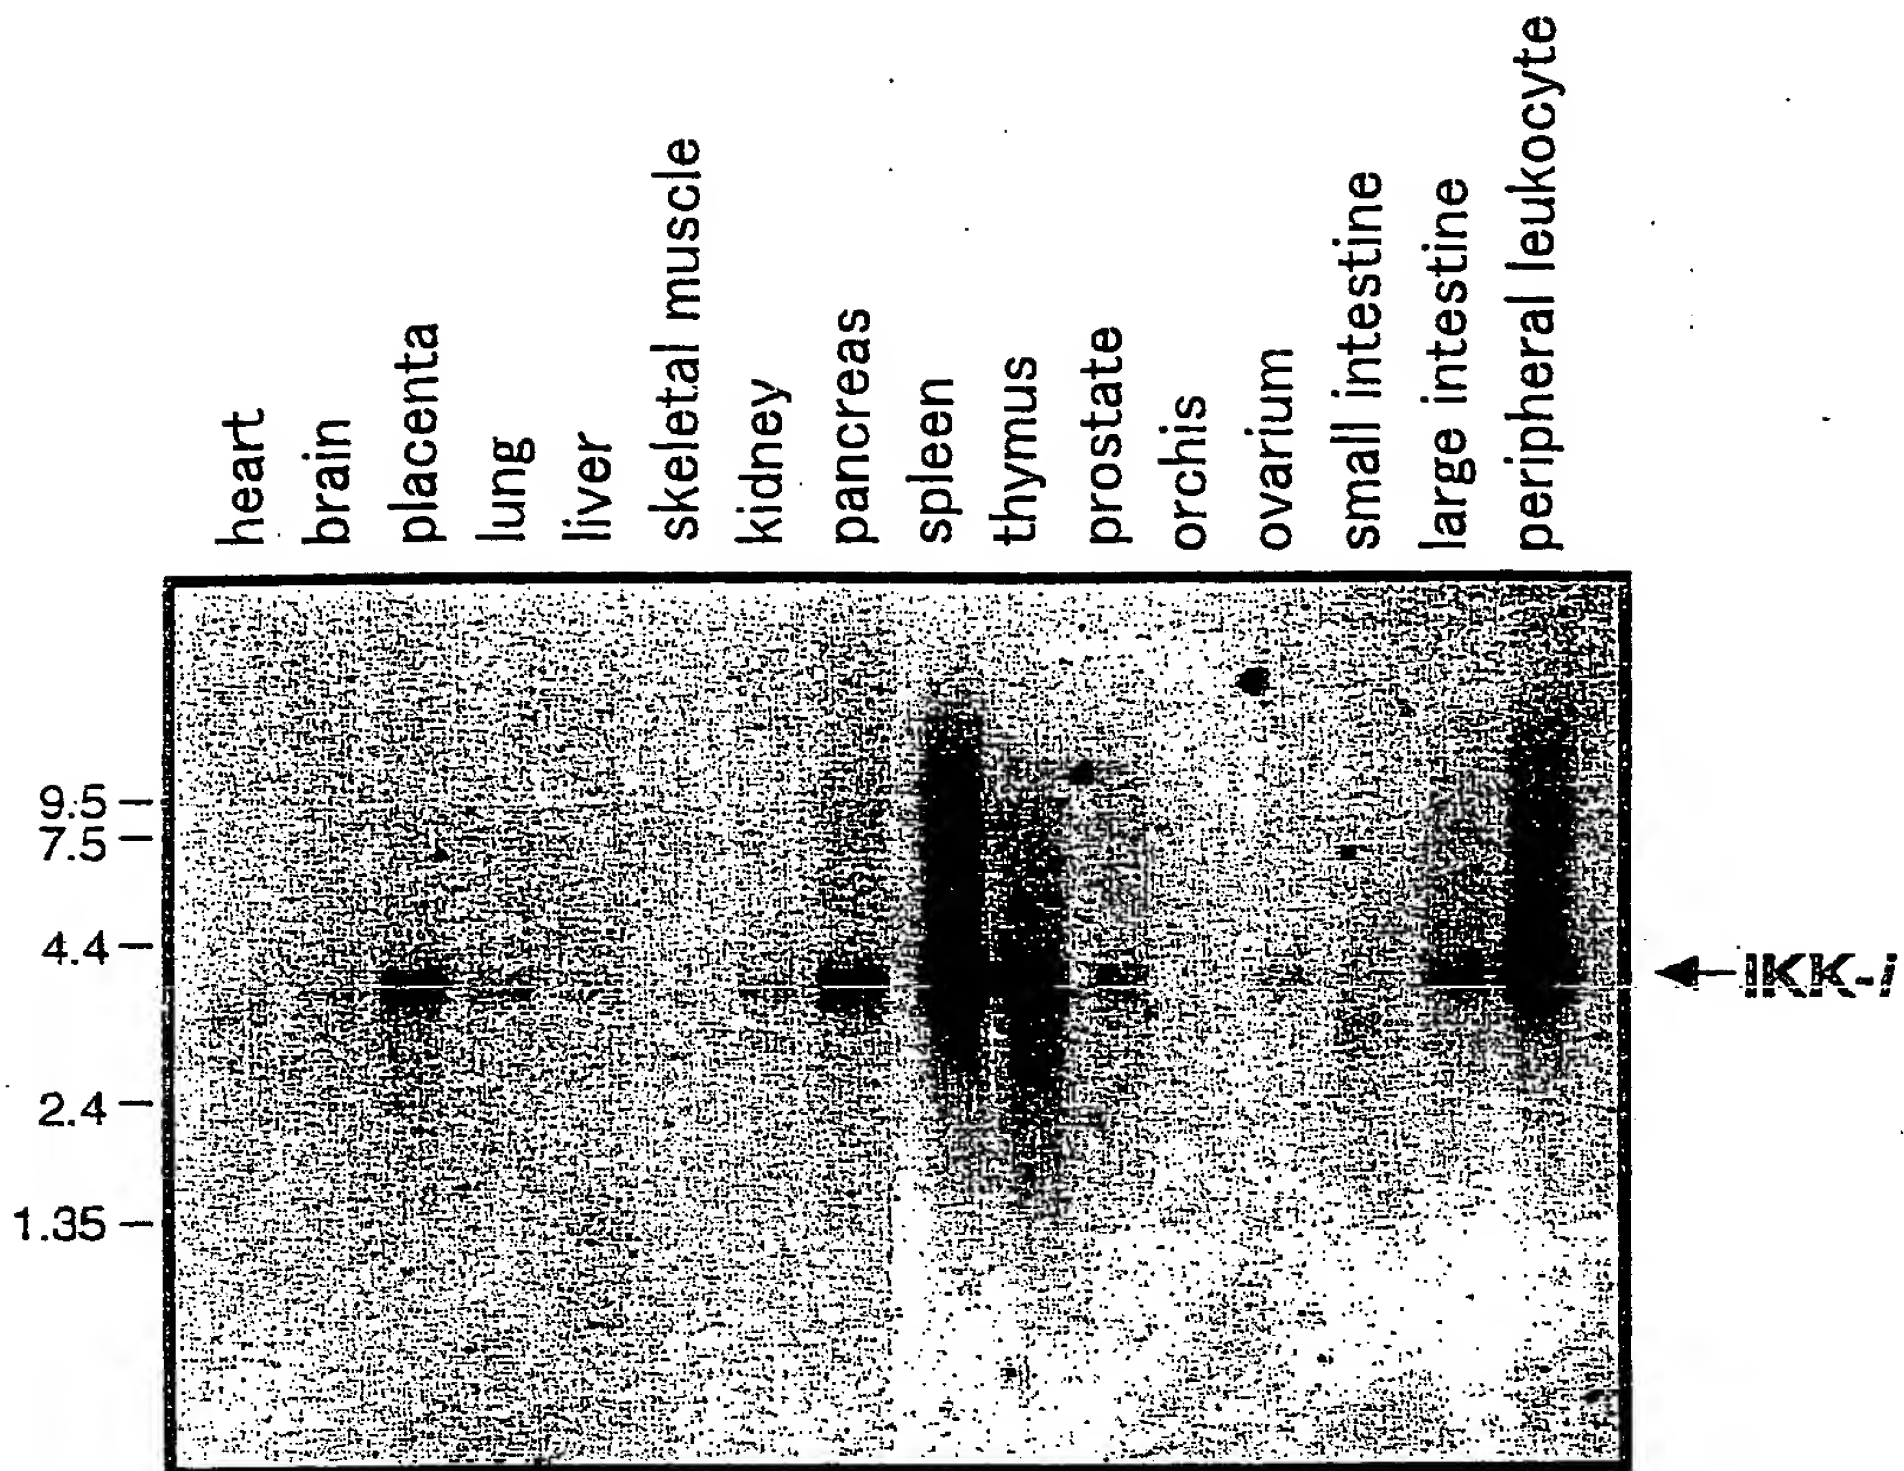 heart
brain
placenta
lung
liver
skeletal muscle
kidney
pancreas
spleen
thymus
prostate
orchis
ovarium
small intestine
large intestine
peripheral leukocyte
9.5
7.5
4.4
IKK-i
2.4
1.35